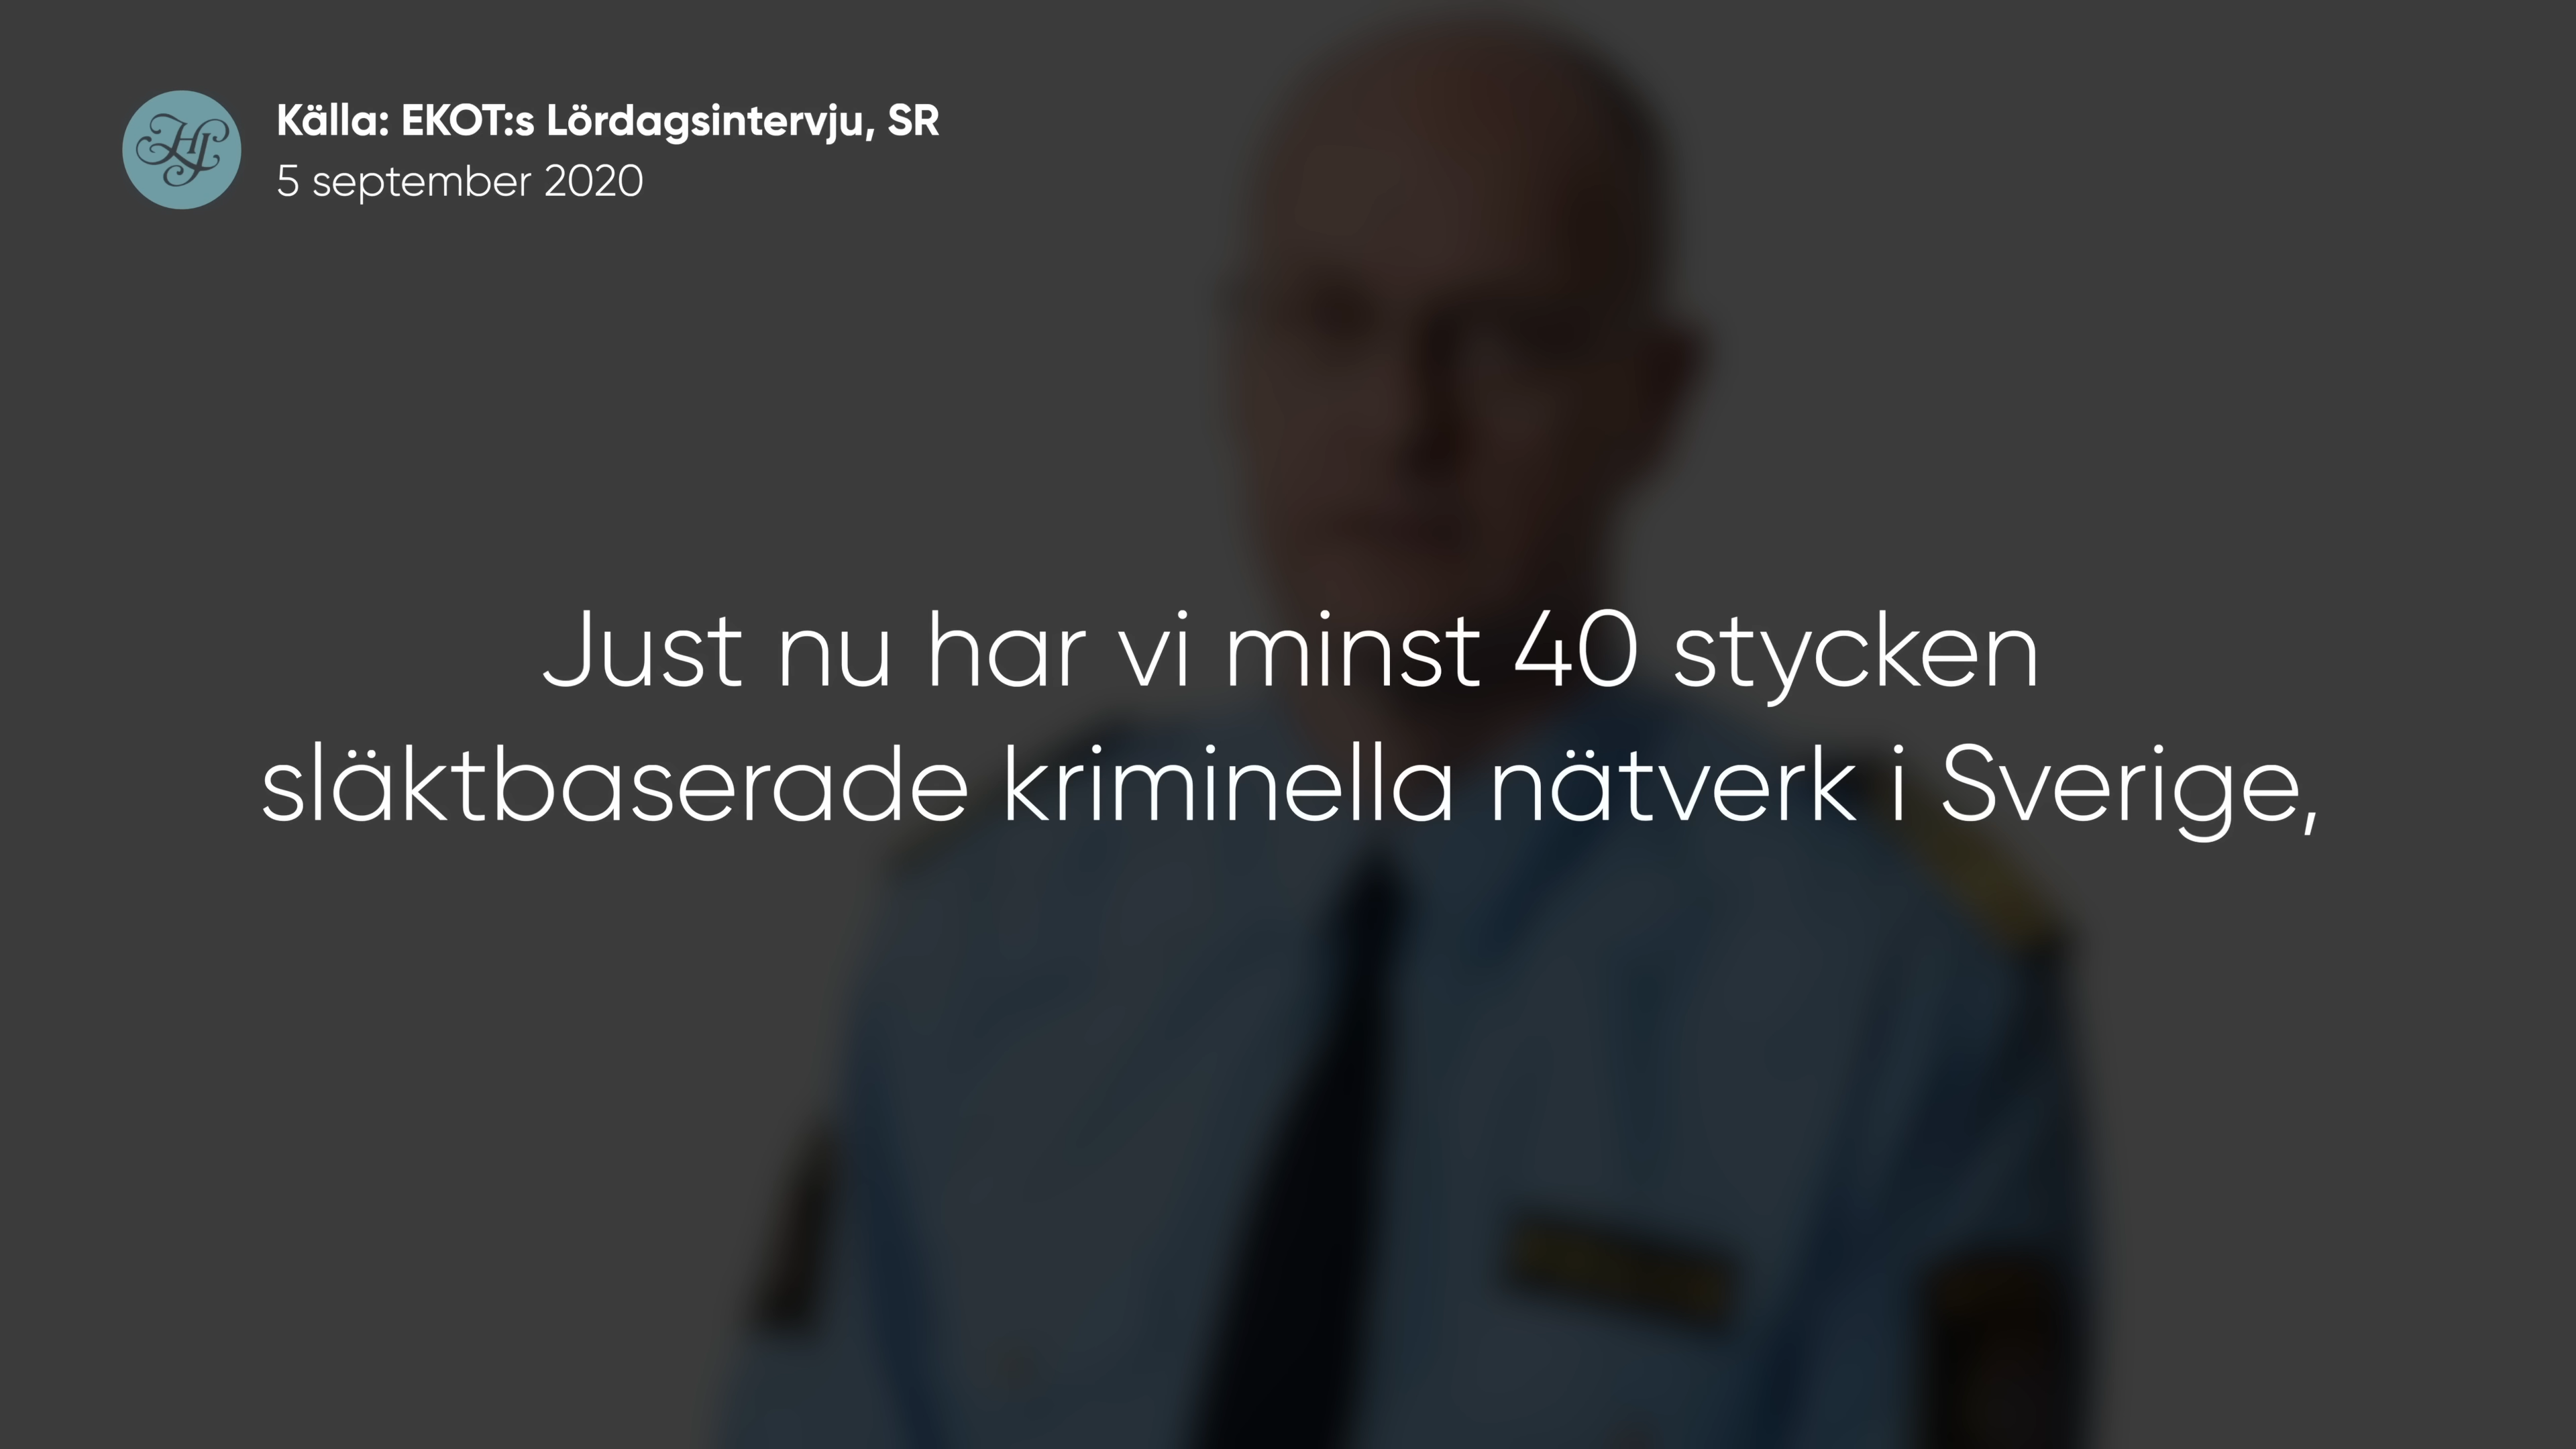 Källa: EKOT:s Lördagsintervju, SR
5 september 2020
Just nu har vi minst 40 stycken
släktbaserade kriminella nätverk i Sverige,